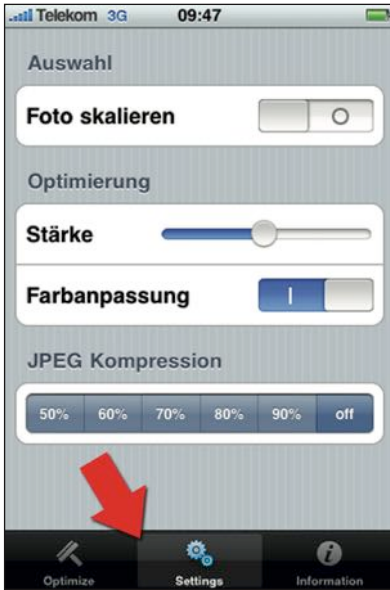 Telekom 3G 09:47
Auswahl
Foto skalieren
Optimierung
Stärke
Farbanpassung
JPEG Kompression
50% 60% 70% 80% 90% off
Optimize Settings Information